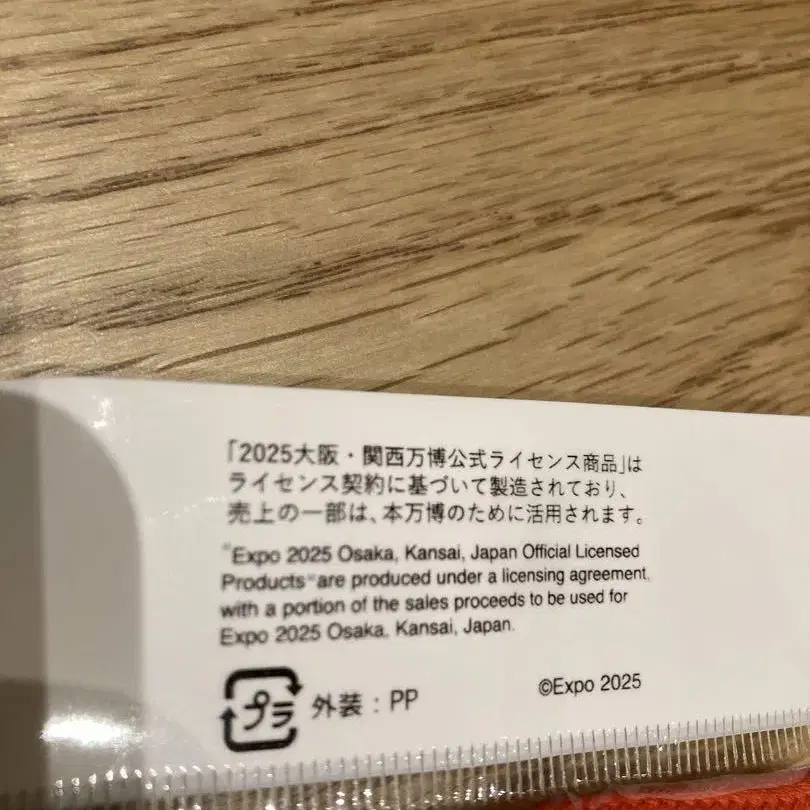 「2025大阪・関西万博公式ライセンス商品」は
ライセンス契約に基づいて製造されており、
売上の一部は、本万博のために活用されます。
"Expo 2025 Osaka, Kansai, Japan Official Licensed
Products" are produced under a licensing agreement,
with a portion of the sales proceeds to be used for
Expo 2025 Osaka, Kansai, Japan.
プラ 外装：PP
©Expo 2025